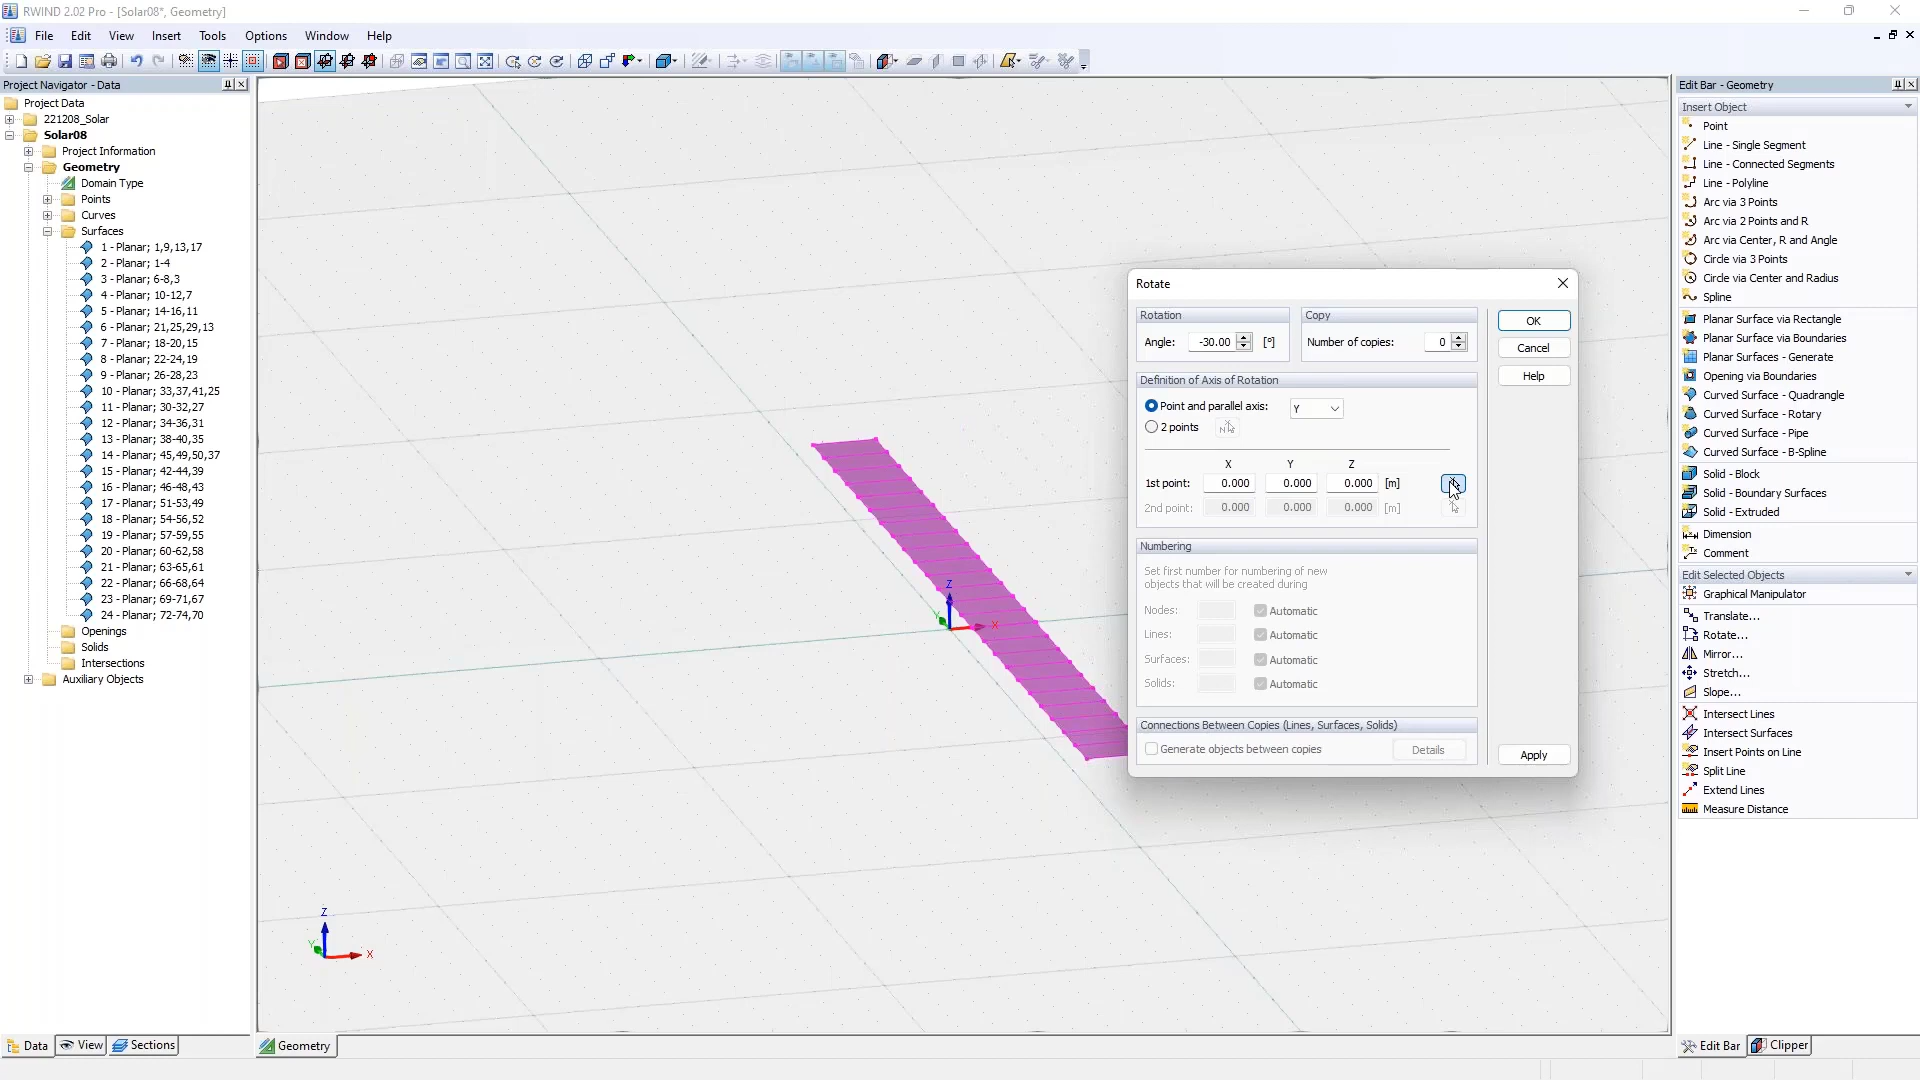 RWIND 2.02 Pro - [Solar08*, Geometry]
File Edit View Insert Tools Options Window Help
Project Navigator - Data
Project Data
221208_Solar
Solar08
Project Information
Geometry
Domain Type
Points
Curves
Surfaces
1 - Planar; 1,9,13,17
2 - Planar; 1-4
3 - Planar; 6-8,3
4 - Planar; 10-12,7
5 - Planar; 14-16,11
6 - Planar; 21,25,29,13
7 - Planar; 18-20,15
8 - Planar; 22-24,19
9 - Planar; 26-28,23
10 - Planar; 33,37,41,25
11 - Planar; 30-32,27
12 - Planar; 34-36,31
13 - Planar; 38-40,35
14 - Planar; 45,49,50,37
15 - Planar; 42-44,39
16 - Planar; 46-48,43
17 - Planar; 51-53,49
18 - Planar; 54-56,52
19 - Planar; 57-59,55
20 - Planar; 60-62,58
21 - Planar; 63-65,61
22 - Planar; 66-68,64
23 - Planar; 69-71,67
24 - Planar; 72-74,70
Openings
Solids
Intersections
Auxiliary Objects
Data View Sections
Z
Y
X
Z
Y
X
Geometry
Rotate
Rotation
Angle: -30.00 [°]
Copy
Number of copies: 0
OK
Cancel
Help
Definition of Axis of Rotation
Point and parallel axis: Y
2 points
X Y Z
1st point: 0.000 0.000 0.000 [m]
2nd point: 0.000 0.000 0.000 [m]
Numbering
Set first number for numbering of new
objects that will be created during
Nodes: Automatic
Lines: Automatic
Surfaces: Automatic
Solids: Automatic
Connections Between Copies (Lines, Surfaces, Solids)
Generate objects between copies Details
Apply
Edit Bar - Geometry
Insert Object
Point
Line - Single Segment
Line - Connected Segments
Line - Polyline
Arc via 3 Points
Arc via 2 Points and R
Arc via Center, R and Angle
Circle via 3 Points
Circle via Center and Radius
Spline
Planar Surface via Rectangle
Planar Surface via Boundaries
Planar Surfaces - Generate
Opening via Boundaries
Curved Surface - Quadrangle
Curved Surface - Rotary
Curved Surface - Pipe
Curved Surface - B-Spline
Solid - Block
Solid - Boundary Surfaces
Solid - Extruded
Dimension
Comment
Edit Selected Objects
Graphical Manipulator
Translate...
Rotate...
Mirror...
Stretch...
Slope...
Intersect Lines
Intersect Surfaces
Insert Points on Line
Split Line
Extend Lines
Measure Distance
Edit Bar Clipper